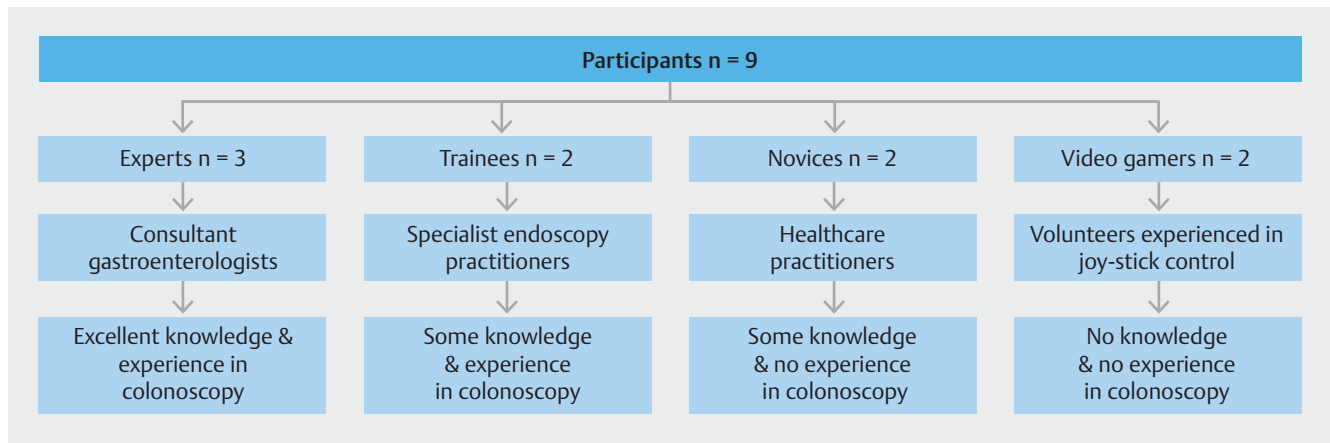 Participants n = 9
Experts n = 3
Trainees n = 2
Novices n = 2
Video gamers n = 2
Consultant
gastroenterologists
Specialist endoscopy
practitioners
Healthcare
practitioners
Volunteers experienced in
joy-stick control
Excellent knowledge &
experience in
colonoscopy
Some knowledge
& experience
in colonoscopy
Some knowledge
& no experience
in colonoscopy
No knowledge
& no experience
in colonoscopy